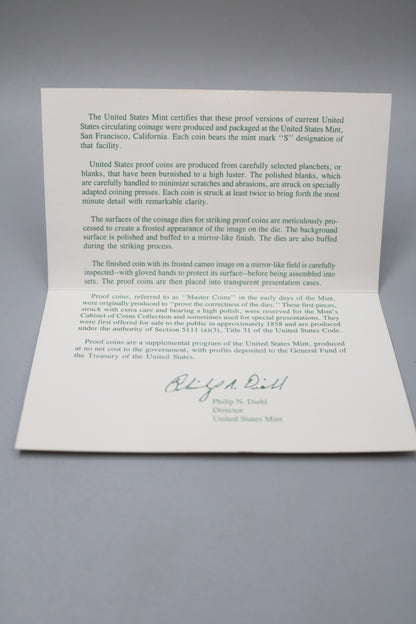 The United States Mint certifies that these proof versions of current United
States circulating coinage were produced and packaged at the United States Mint,
San Francisco, California. Each coin bears the mint mark "S" designation of
that facility.
United States proof coins are produced from carefully selected planchets, or
blanks, that have been burnished to a high luster. The polished blanks, which
are carefully handled to minimize scratches and abrasions, are struck on specially
adapted coining presses. Each coin is struck at least twice to bring forth the most
minute detail with remarkable clarity.
The surfaces of the coinage dies for striking proof coins are meticulously pro-
cessed to create a frosted appearance of the image on the die. The background
surface is polished and buffed to a mirror-like finish. The dies are also buffed
during the striking process.
The finished coin with its frosted cameo image on a mirror-like field is carefully
inspected--with gloved hands to protect its surface--before being assembled into
sets. The proof coins are then placed into transparent presentation cases.
Proof coins, referred to as "Master Coins" in the early days of the Mint,
were originally produced to "prove the correctness of the dies." These first pieces,
struck with extra care and bearing a high polish, were reserved for the Mint's
Cabinet of Coins Collection and sometimes used for special presentations. They
were first offered for sale to the public in approximately 1858 and are produced
under the authority of Section 5111 (a)(3), Title 31 of the United States Code.
Proof coins are a supplemental program of the United States Mint, produced
at no net cost to the government, with profits deposited to the General Fund of
the Treasury of the United States.
Philip N. Diehl
Philip N. Diehl
Director
United States Mint